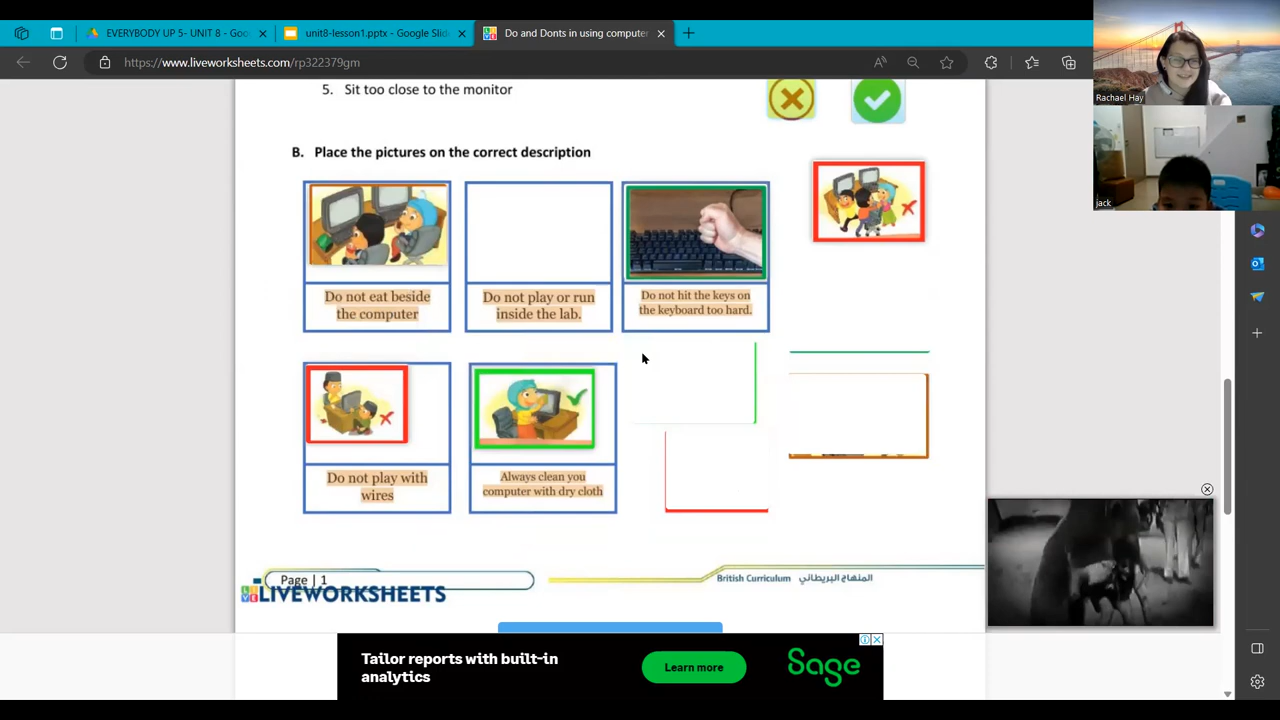 EVERYBODY UP 5- UNIT 8 - Goo
unit8-lesson1.pptx - Google Slide
Do and Donts in using computer
https://www.liveworksheets.com/rp322379gm
Rachael Hay
jack
5. Sit too close to the monitor
B. Place the pictures on the correct description
Do not eat beside
the computer
Do not play or run
inside the lab.
Do not hit the keys on
the keyboard too hard.
Do not play with
wires
Always clean you
computer with dry cloth
Page | 1
British Curriculum المنهاج البريطاني
LIVEWORKSHEETS
Tailor reports with built-in
analytics
Learn more
Sage